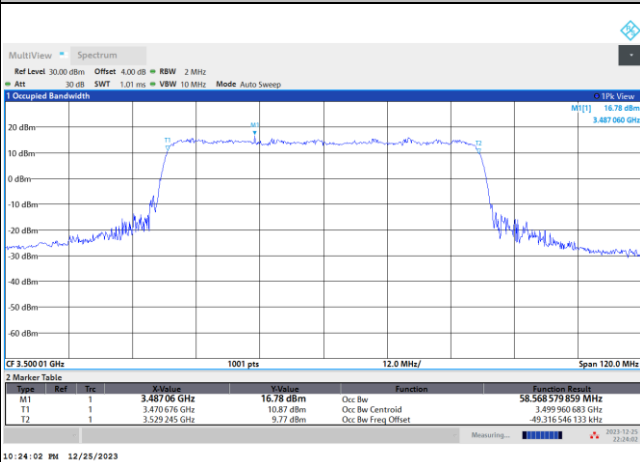 MultiView Spectrum
Ref Level 30.00 dBm Offset 4.00 dB RBW 2 MHz
Att 30 dB SWT 1.01 ms VBW 10 MHz Mode Auto Sweep
1 Occupied Bandwidth 1Pk View
M1[1] 16.78 dBm
3.487 060 GHz
M1
20 dBm
T1
T2
10 dBm
0 dBm
-10 dBm
-20 dBm
-30 dBm
-40 dBm
-50 dBm
-60 dBm
CF 3.500 01 GHz 1001 pts 12.0 MHz/ Span 120.0 MHz
2 Marker Table
Type Ref Trc X-Value Y-Value Function Function Result
M1 1 3.487 06 GHz 16.78 dBm Occ Bw 58.568 579 859 MHz
T1 1 3.470 676 GHz 10.87 dBm Occ Bw Centroid 3.499 960 683 GHz
T2 1 3.529 245 GHz 9.77 dBm Occ Bw Freq Offset -49.316 546 133 kHz
Measuring... 2023-12-25
22:24:02
10:24:02 PM 12/25/2023